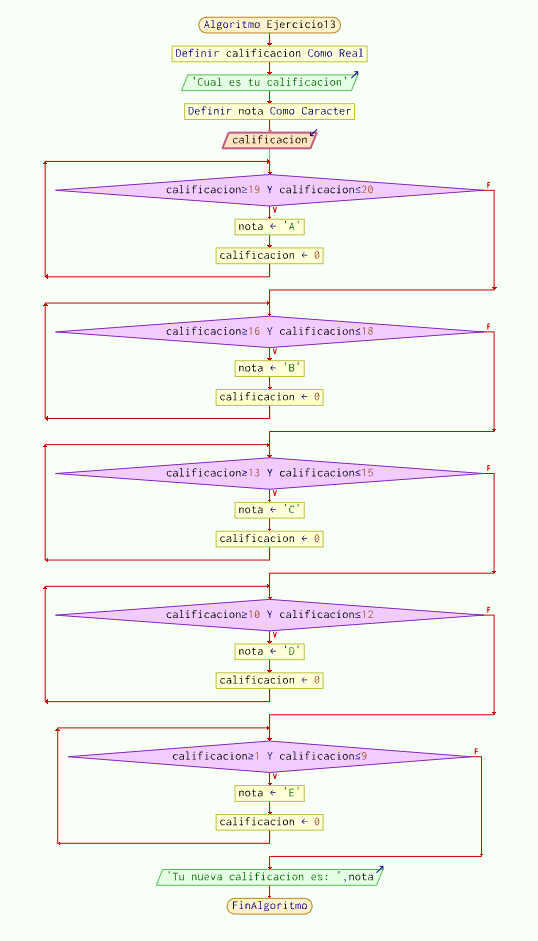 Algoritmo Ejercicio13
Definir calificacion Como Real
'Cual es tu calificacion'
Definir nota Como Caracter
calificacion
calificacion≥19 Y calificacion≤20
F
V
nota ← 'A'
calificacion ← 0
calificacion≥16 Y calificacion≤18
F
V
nota ← 'B'
calificacion ← 0
calificacion≥13 Y calificacion≤15
F
V
nota ← 'C'
calificacion ← 0
calificacion≥10 Y calificacion≤12
F
V
nota ← 'D'
calificacion ← 0
calificacion≥1 Y calificacion≤9
F
V
nota ← 'E'
calificacion ← 0
'Tu nueva calificacion es: ',nota
FinAlgoritmo